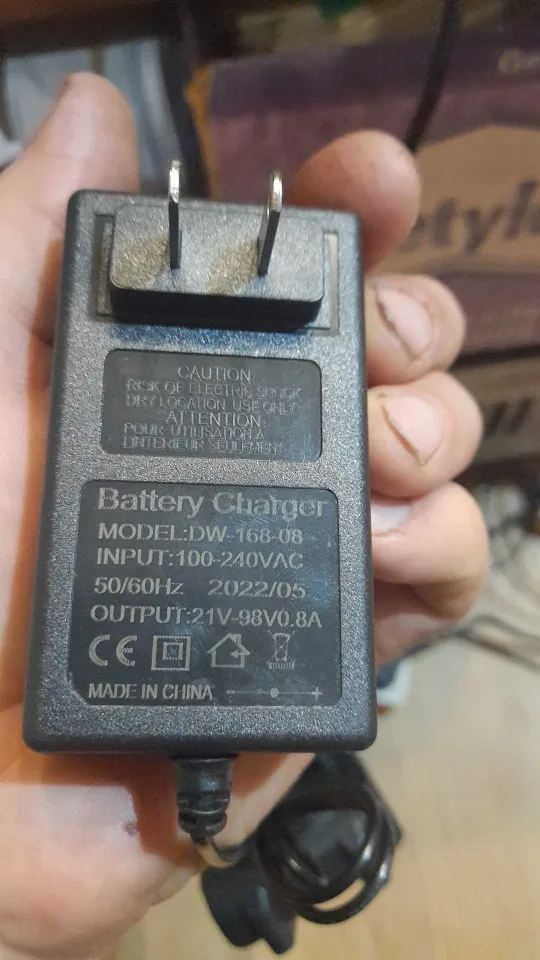 CAUTION
RISK OF ELECTRIC SHOCK
DRY LOCATION USE ONLY
ATTENTION
POUR UTILISATION A
L'INTERIEUR SEULEMENT
Battery Charger
MODEL:DW-168-08
INPUT:100-240VAC
50/60Hz 2022/05
OUTPUT:21V-98V0.8A
CE
MADE IN CHINA - +